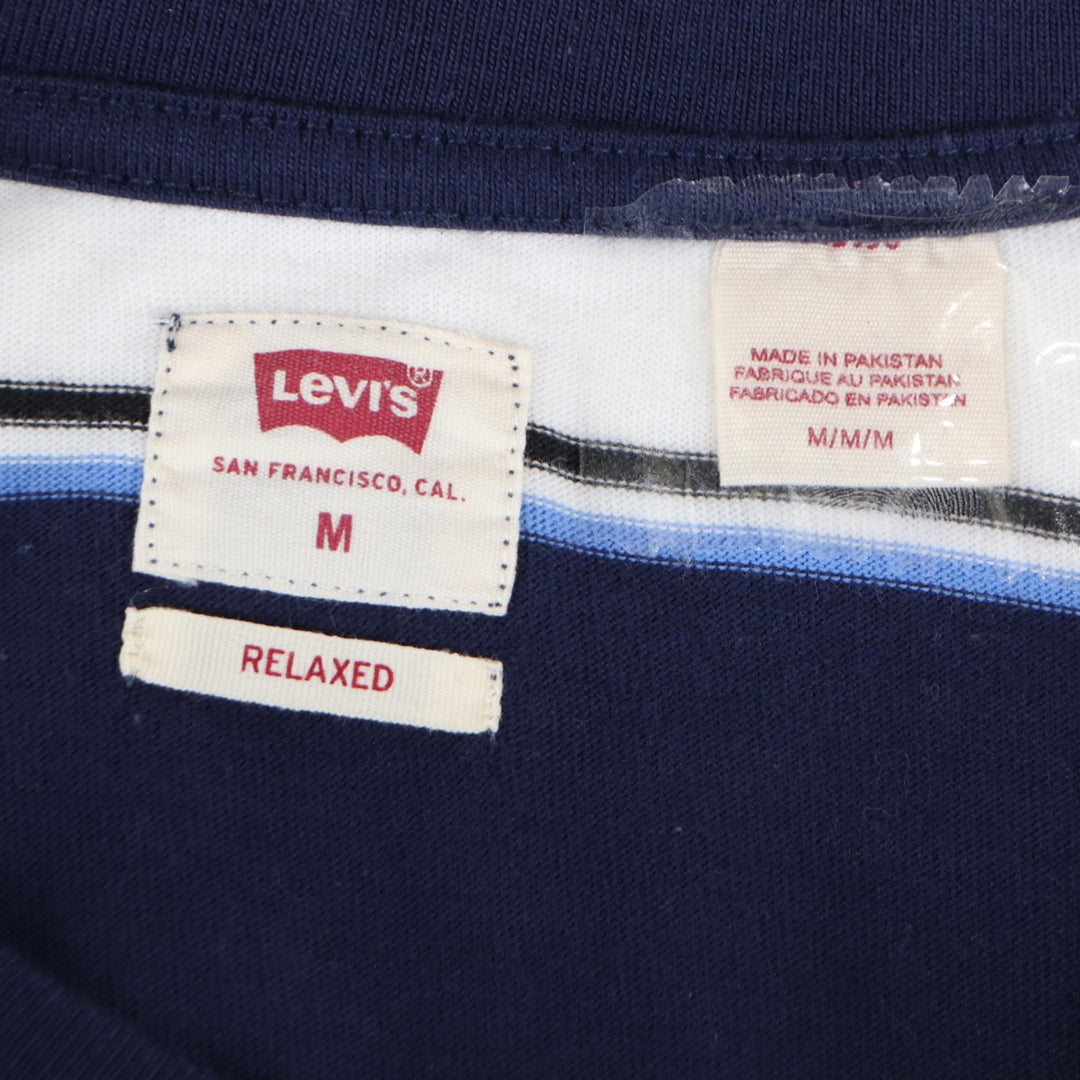 LEVI'S®
SAN FRANCISCO, CAL.
M
RELAXED
MADE IN PAKISTAN
FABRIQUE AU PAKISTAN
FABRICADO EN PAKISTAN
M/M/M